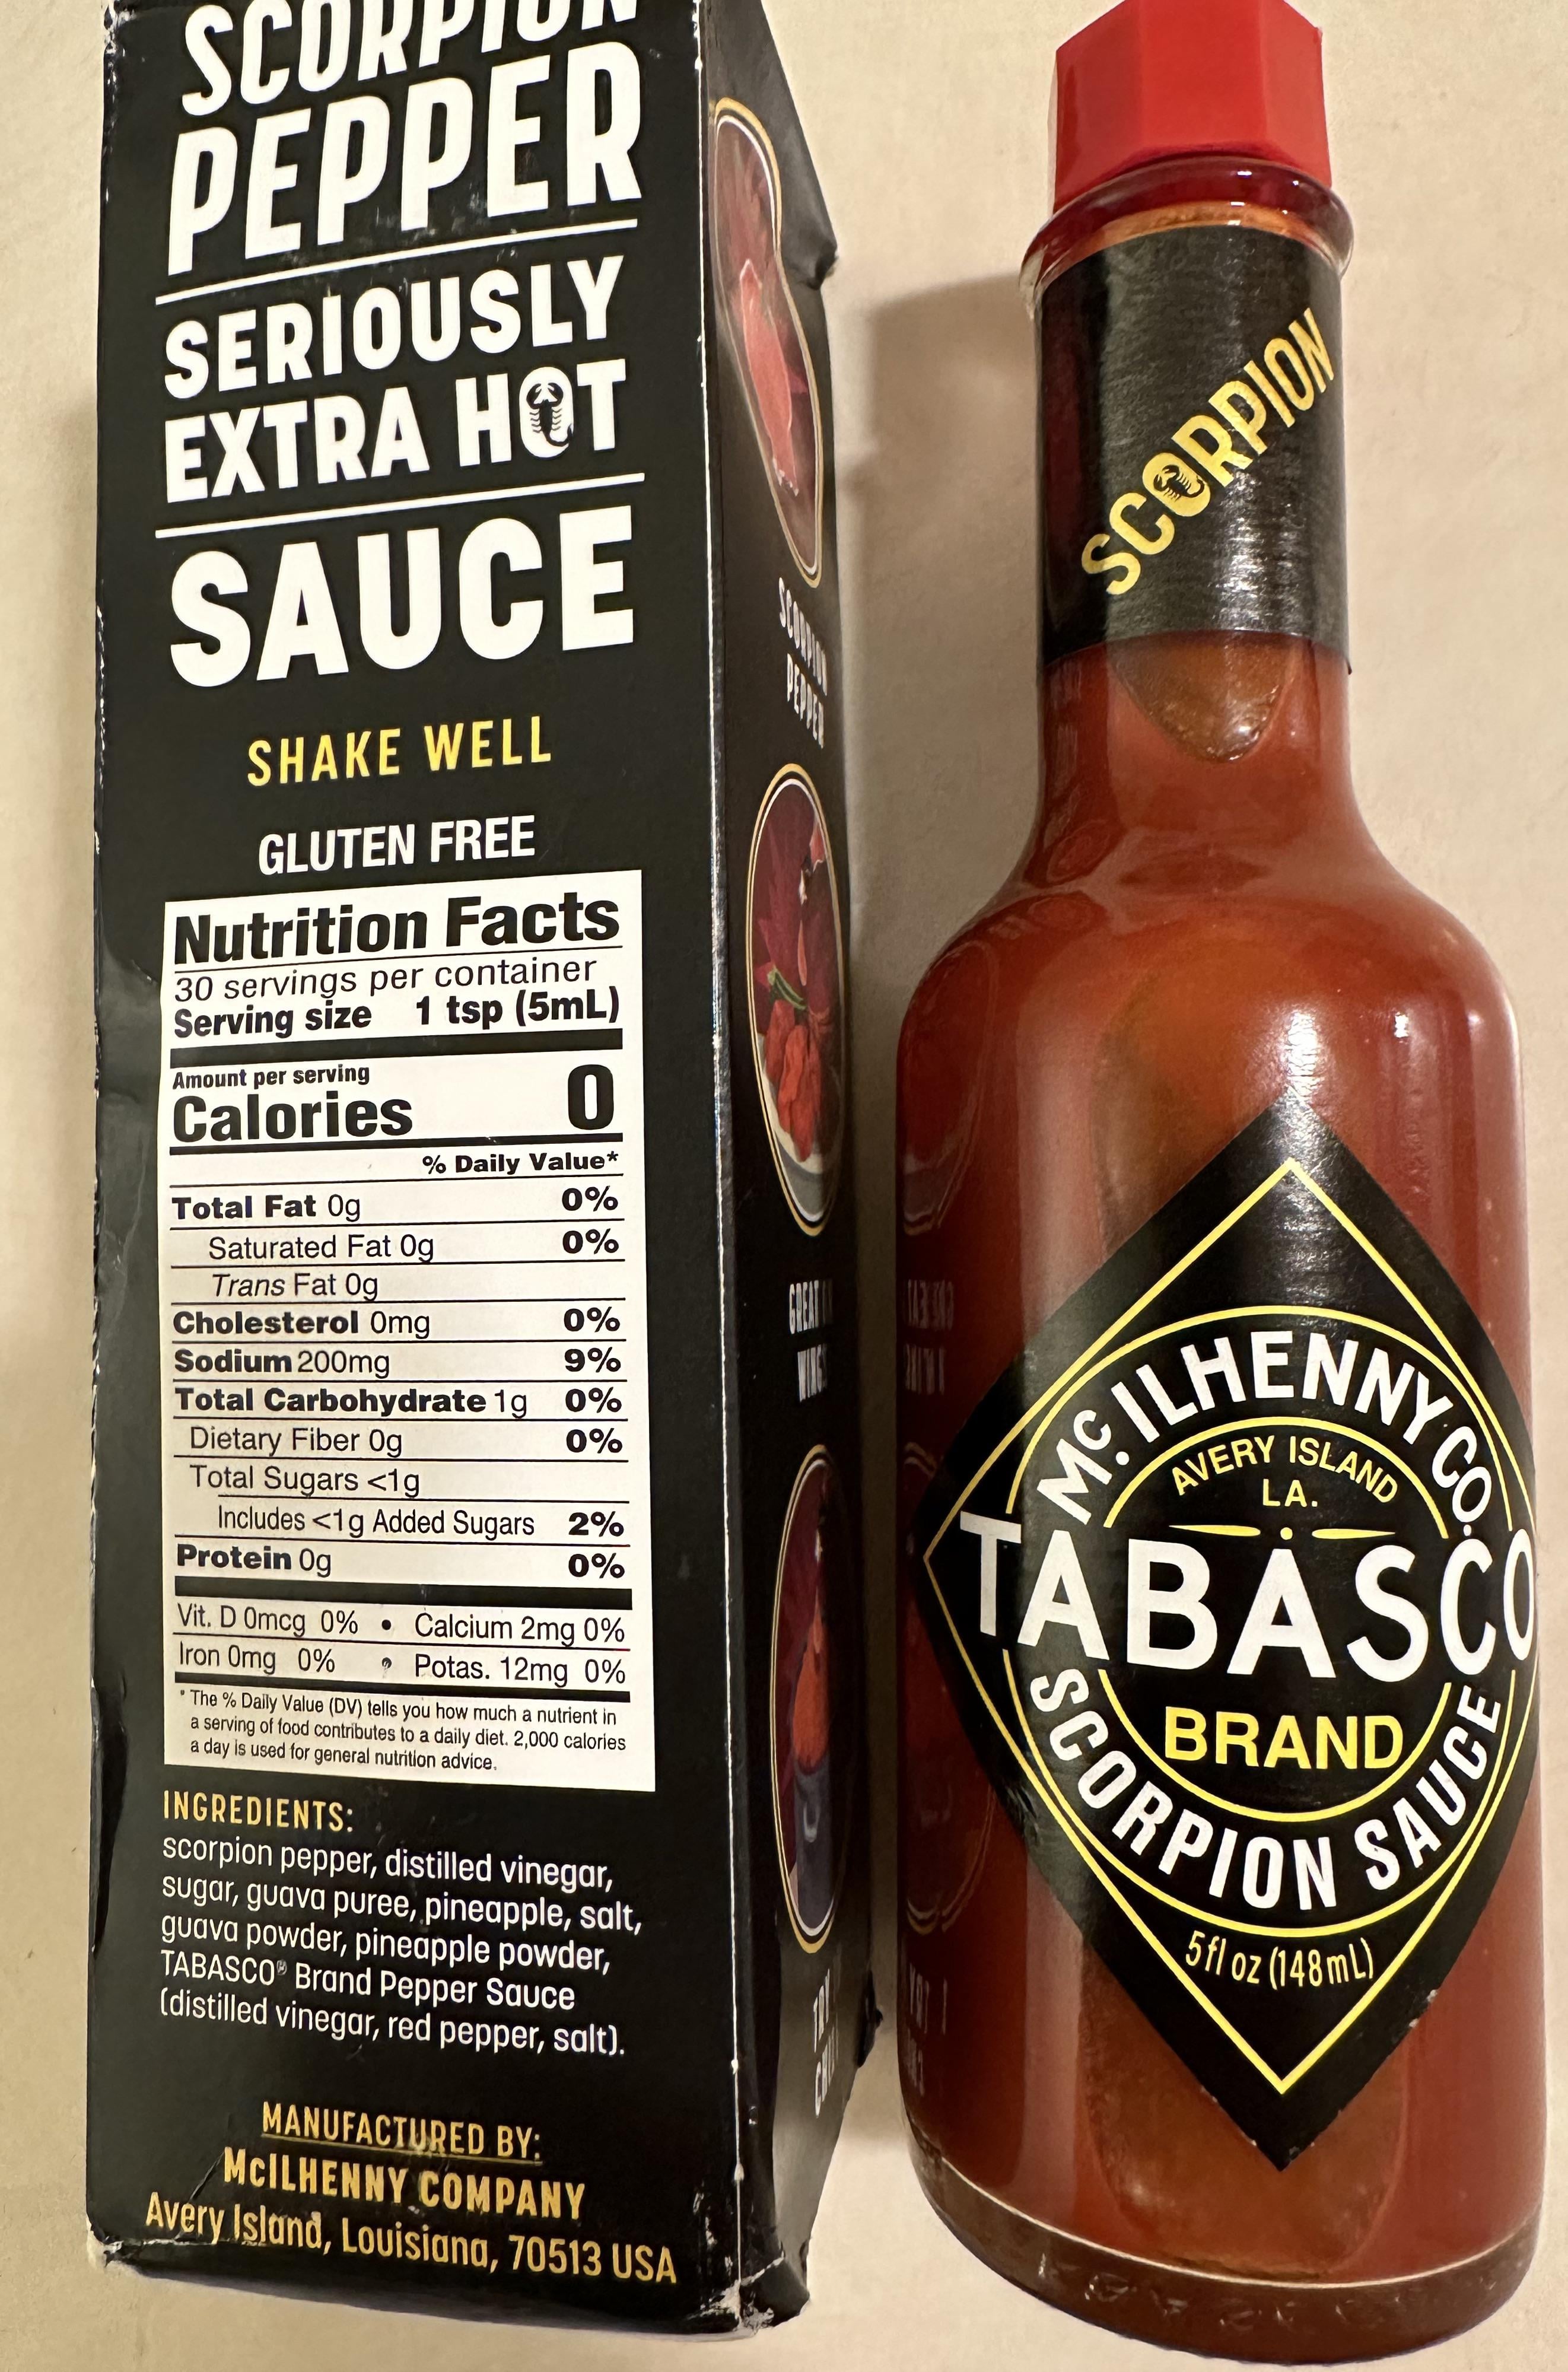 SCORPION
PEPPER
SERIOUSLY
EXTRA HOT
SAUCE
SHAKE WELL
GLUTEN FREE
Nutrition Facts
30 servings per container
Serving size 1 tsp (5mL)
Amount per serving
Calories 0
% Daily Value*
Total Fat 0g 0%
Saturated Fat 0g 0%
Trans Fat 0g
Cholesterol 0mg 0%
Sodium 200mg 9%
Total Carbohydrate 1g 0%
Dietary Fiber 0g 0%
Total Sugars <1g
Includes <1g Added Sugars 2%
Protein 0g 0%
Vit. D 0mcg 0% • Calcium 2mg 0%
Iron 0mg 0% • Potas. 12mg 0%
* The % Daily Value (DV) tells you how much a nutrient in
a serving of food contributes to a daily diet. 2,000 calories
a day is used for general nutrition advice.
INGREDIENTS:
scorpion pepper, distilled vinegar,
sugar, guava puree, pineapple, salt,
guava powder, pineapple powder,
TABASCO® Brand Pepper Sauce
(distilled vinegar, red pepper, salt).
MANUFACTURED BY:
McILHENNY COMPANY
Avery Island, Louisiana, 70513 USA
SCORPION
PEPPER
GREAT
SCORPION
McILHENNY CO.
AVERY ISLAND
LA.
TABASCO
BRAND
SCORPION SAUCE
5 fl oz (148mL)